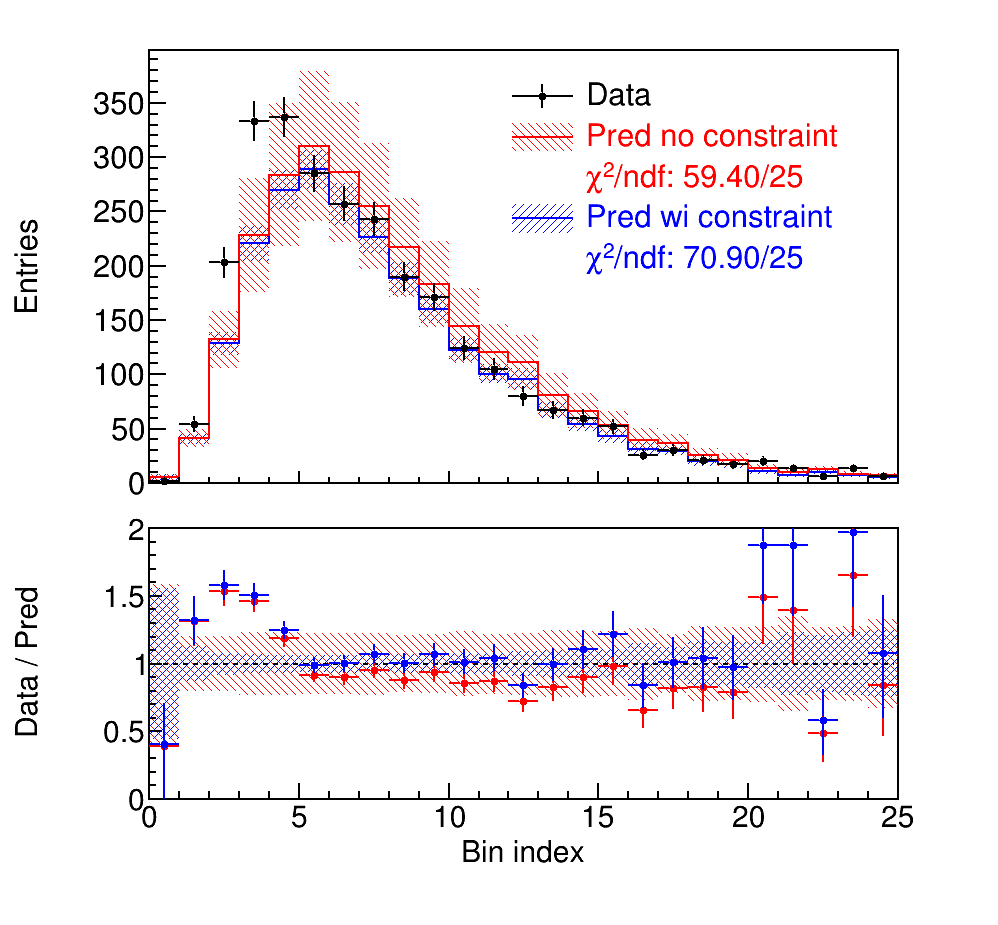 Entries
350
300
250
200
150
100
50
0
Data
Pred no constraint
χ²/ndf: 59.40/25
Pred wi constraint
χ²/ndf: 70.90/25
Data / Pred
2
1.5
1
0.5
0
0 5 10 15 20 25
Bin index